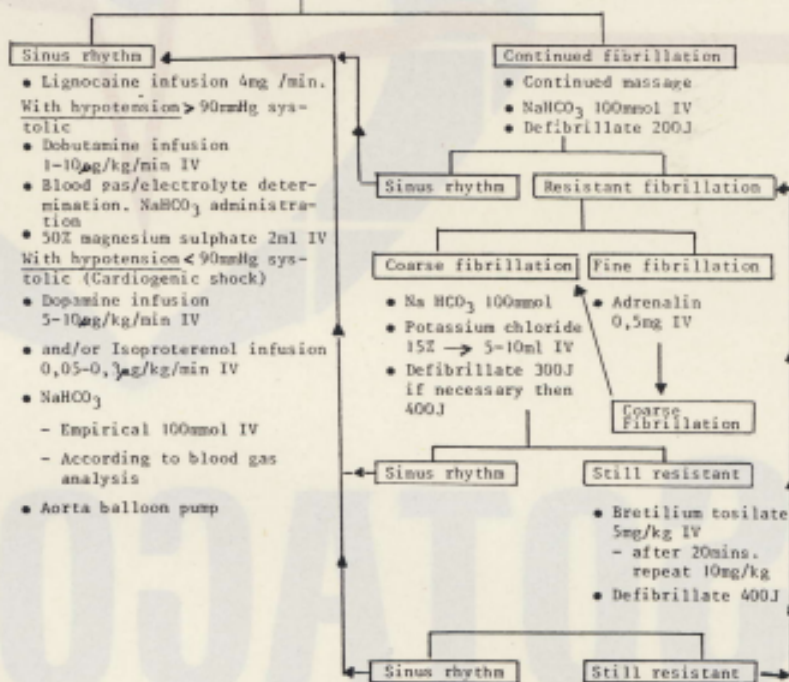 Sinus rhythm
• Lignocaine infusion 4mg /min.
With hypotension > 90mmHg sys-
tolic
• Dobutamine infusion
1-10µg/kg/min IV
• Blood gas/electrolyte deter-
mination. NaHCO3 administra-
tion
• 50% magnesium sulphate 2ml IV
With hypotension < 90mmHg sys-
tolic (Cardiogenic shock)
• Dopamine infusion
5-10µg/kg/min IV
• and/or Isoproterenol infusion
0,05-0,3µg/kg/min IV
• NaHCO3
- Empirical 100mmol IV
- According to blood gas
analysis
• Aorta balloon pump
Continued fibrillation
• Continued massage
• NaHCO3 100mmol IV
• Defibrillate 200J
Sinus rhythm
Resistant fibrillation
Coarse fibrillation
Fine fibrillation
• Na HCO3 100mmol
• Potassium chloride
15% → 5-10ml IV
• Defibrillate 300J
if necessary then
400J
• Adrenalin
0,5mg IV
Coarse
Fibrillation
Sinus rhythm
Still resistant
• Bretilium tosilate
5mg/kg IV
- after 20mins.
repeat 10mg/kg
• Defibrillate 400J
Sinus rhythm
Still resistant